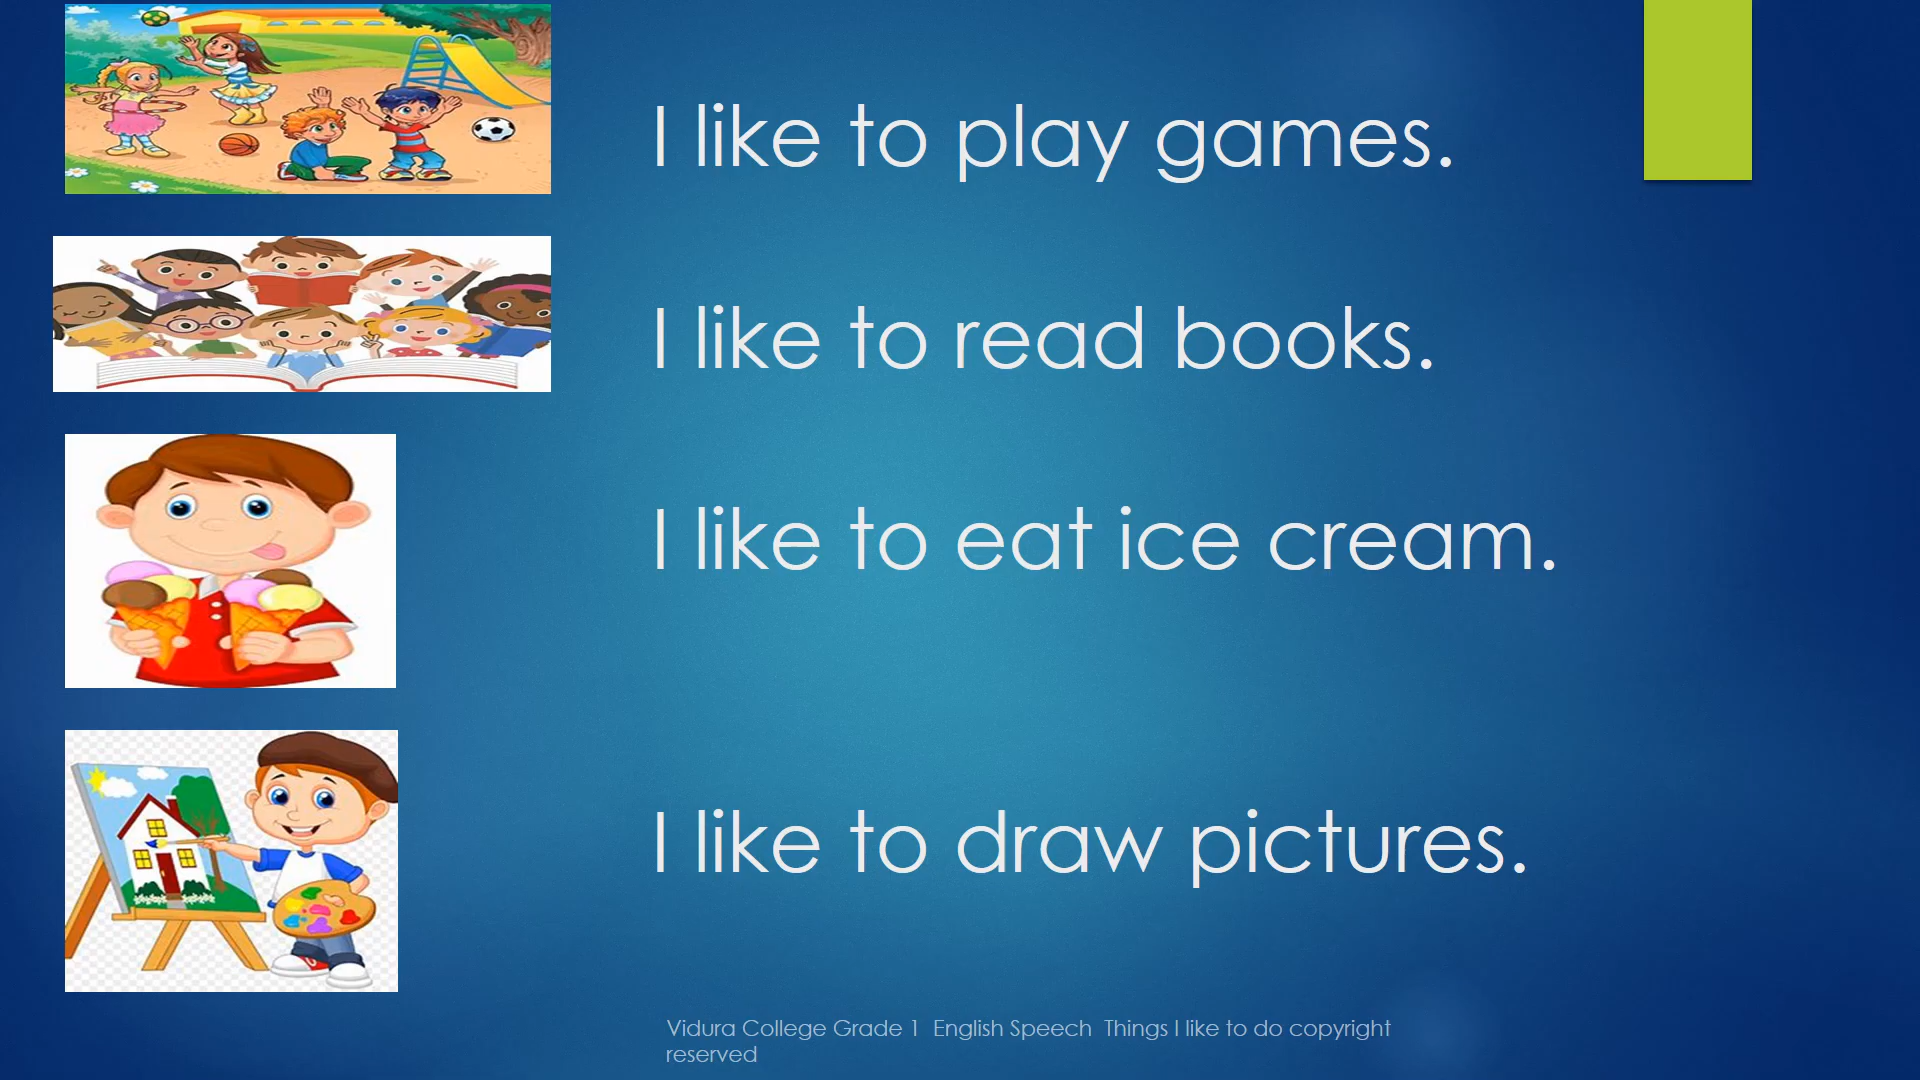 I like to play games.
I like to read books.
I like to eat ice cream.
I like to draw pictures.
Vidura College Grade 1 English Speech Things I like to do copyright
reserved